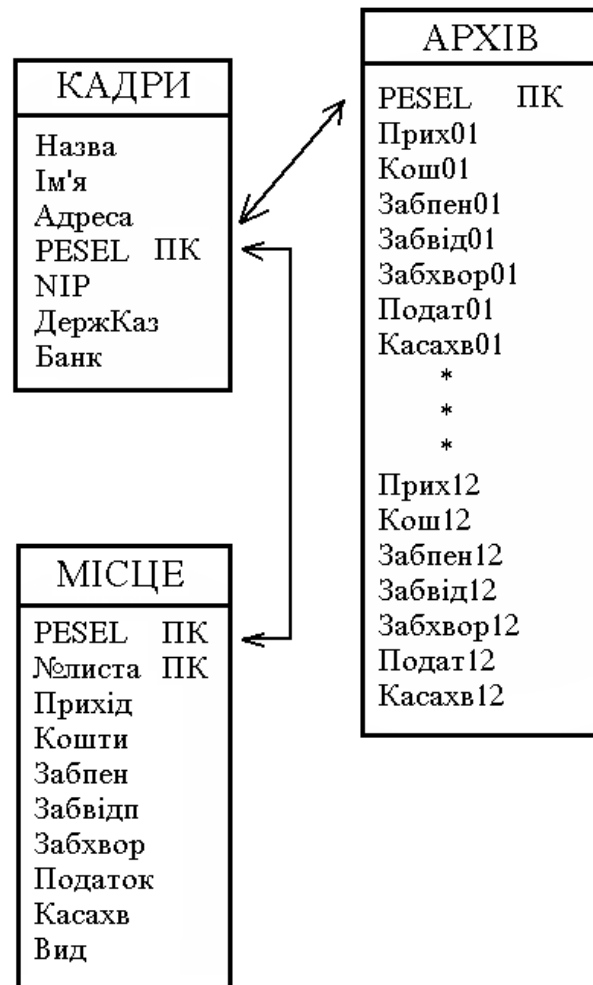 КАДРИ
Назва
Ім'я
Адреса
PESEL ПК
NIP
ДержКаз
Банк
АРХІВ
PESEL ПК
Прих01
Кош01
Забпен01
Забвід01
Забхвор01
Подат01
Касахв01
*
*
*
Прих12
Кош12
Забпен12
Забвід12
Забхвор12
Подат12
Касахв12
МІСЦЕ
PESEL ПК
№листа ПК
Прихід
Кошти
Забпен
Забвідп
Забхвор
Податок
Касахв
Вид